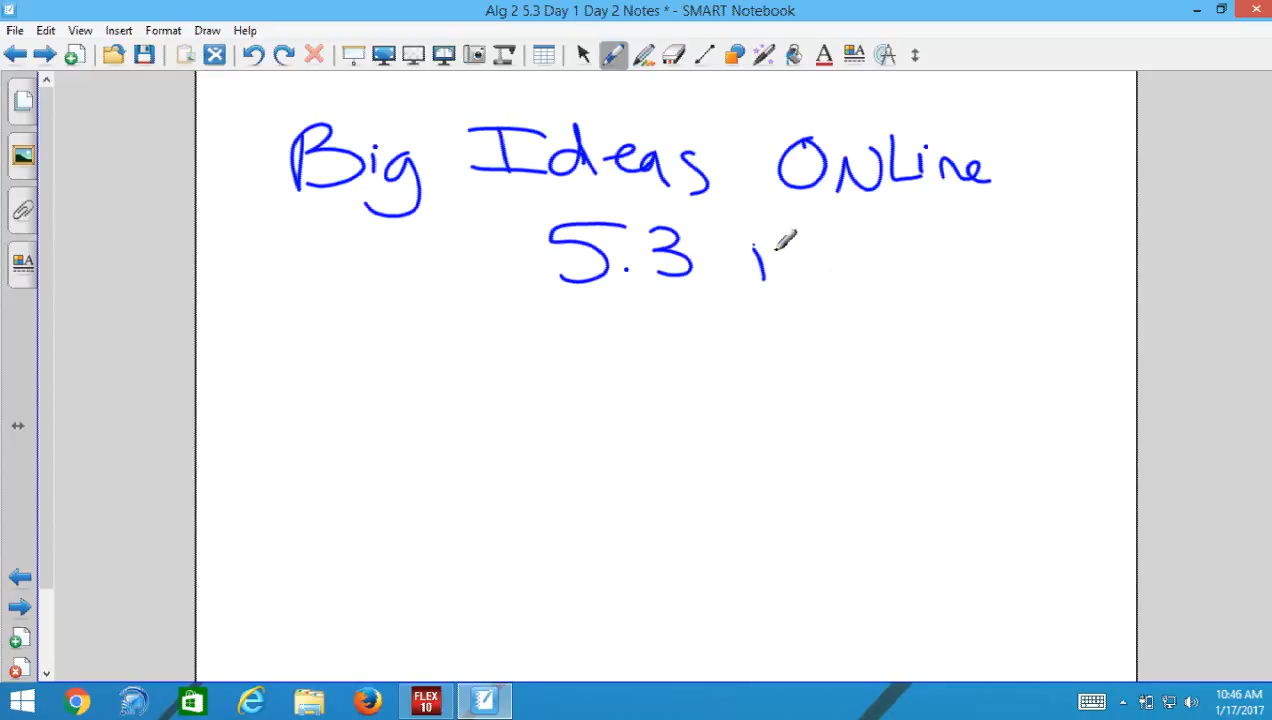 Alg 2 5.3 Day 1 Day 2 Notes * - SMART Notebook
File Edit View Insert Format Draw Help
Big Ideas ONLine
5.3
FLEX
10
10:46 AM
1/17/2017